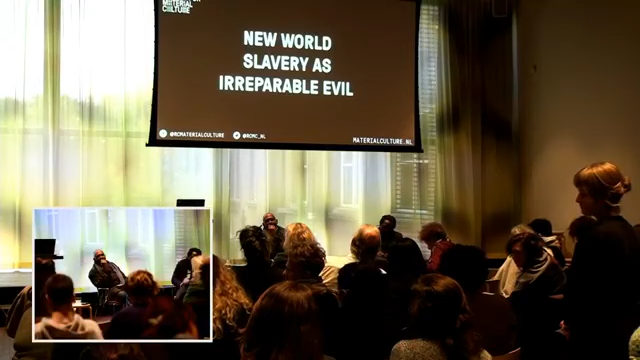 MATERIAL
CULTURE
NEW WORLD
SLAVERY AS
IRREPARABLE EVIL
@RCMATERIALCULTURE
@RCMC_NL
MATERIALCULTURE.NL